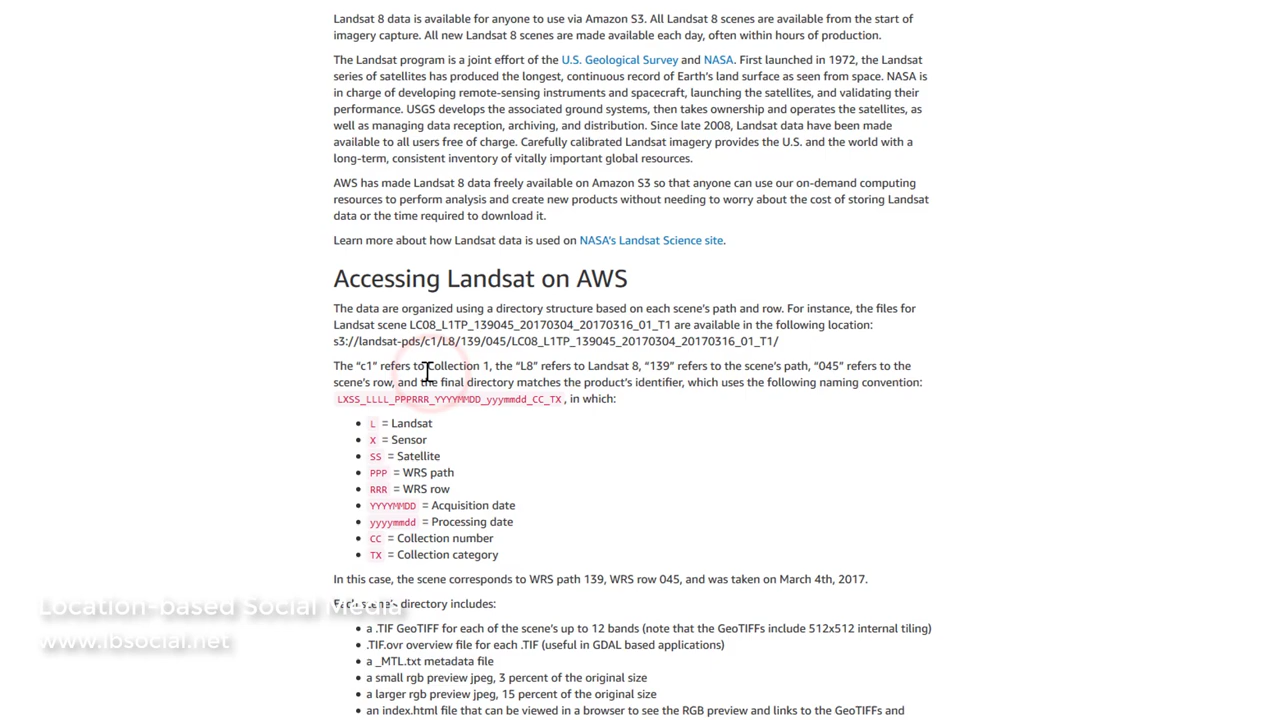 Landsat 8 data is available for anyone to use via Amazon S3. All Landsat 8 scenes are available from the start of
imagery capture. All new Landsat 8 scenes are made available each day, often within hours of production.
The Landsat program is a joint effort of the U.S. Geological Survey and NASA. First launched in 1972, the Landsat
series of satellites has produced the longest, continuous record of Earth's land surface as seen from space. NASA is
in charge of developing remote-sensing instruments and spacecraft, launching the satellites, and validating their
performance. USGS develops the associated ground systems, then takes ownership and operates the satellites, as
well as managing data reception, archiving, and distribution. Since late 2008, Landsat data have been made
available to all users free of charge. Carefully calibrated Landsat imagery provides the U.S. and the world with a
long-term, consistent inventory of vitally important global resources.
AWS has made Landsat 8 data freely available on Amazon S3 so that anyone can use our on-demand computing
resources to perform analysis and create new products without needing to worry about the cost of storing Landsat
data or the time required to download it.
Learn more about how Landsat data is used on NASA's Landsat Science site.
Accessing Landsat on AWS
The data are organized using a directory structure based on each scene's path and row. For instance, the files for
Landsat scene LC08_L1TP_139045_20170304_20170316_01_T1 are available in the following location:
s3://landsat-pds/c1/L8/139/045/LC08_L1TP_139045_20170304_20170316_01_T1/
The “c1” refers to Collection 1, the “L8” refers to Landsat 8, “139” refers to the scene's path, “045” refers to the
scene's row, and the final directory matches the product's identifier, which uses the following naming convention:
LXSS_LLLL_PPPRRR_YYYYMMDD_yyymmdd_CC_TX, in which:
• L = Landsat
• X = Sensor
• SS = Satellite
• PPP = WRS path
• RRR = WRS row
• YYYYMMDD = Acquisition date
• yyyymmdd = Processing date
• CC = Collection number
• TX = Collection category
In this case, the scene corresponds to WRS path 139, WRS row 045, and was taken on March 4th, 2017.
Each scene's directory includes:
• a .TIF GeoTIFF for each of the scene's up to 12 bands (note that the GeoTIFFs include 512x512 internal tiling)
• .TIF.ovr overview file for each .TIF (useful in GDAL based applications)
• a _MTL.txt metadata file
• a small rgb preview jpeg, 3 percent of the original size
• a larger rgb preview jpeg, 15 percent of the original size
• an index.html file that can be viewed in a browser to see the RGB preview and links to the GeoTIFFs and
Location-based Social Media
www.lbsocial.net